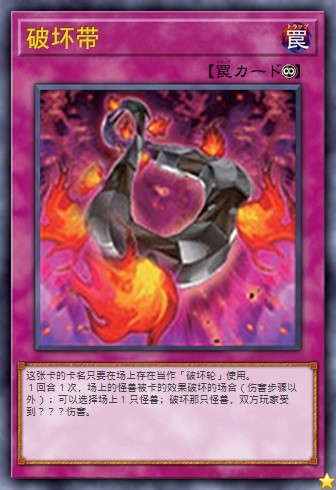 破坏带
トラップ
罠
【罠カード】
这张卡的卡名只要在场上存在当作「破坏轮」使用。
１回合１次，场上的怪兽被卡的效果破坏的场合（伤害步骤以
外）；可以选择场上１只怪兽；破坏那只怪兽，双方玩家受
到？？？伤害。